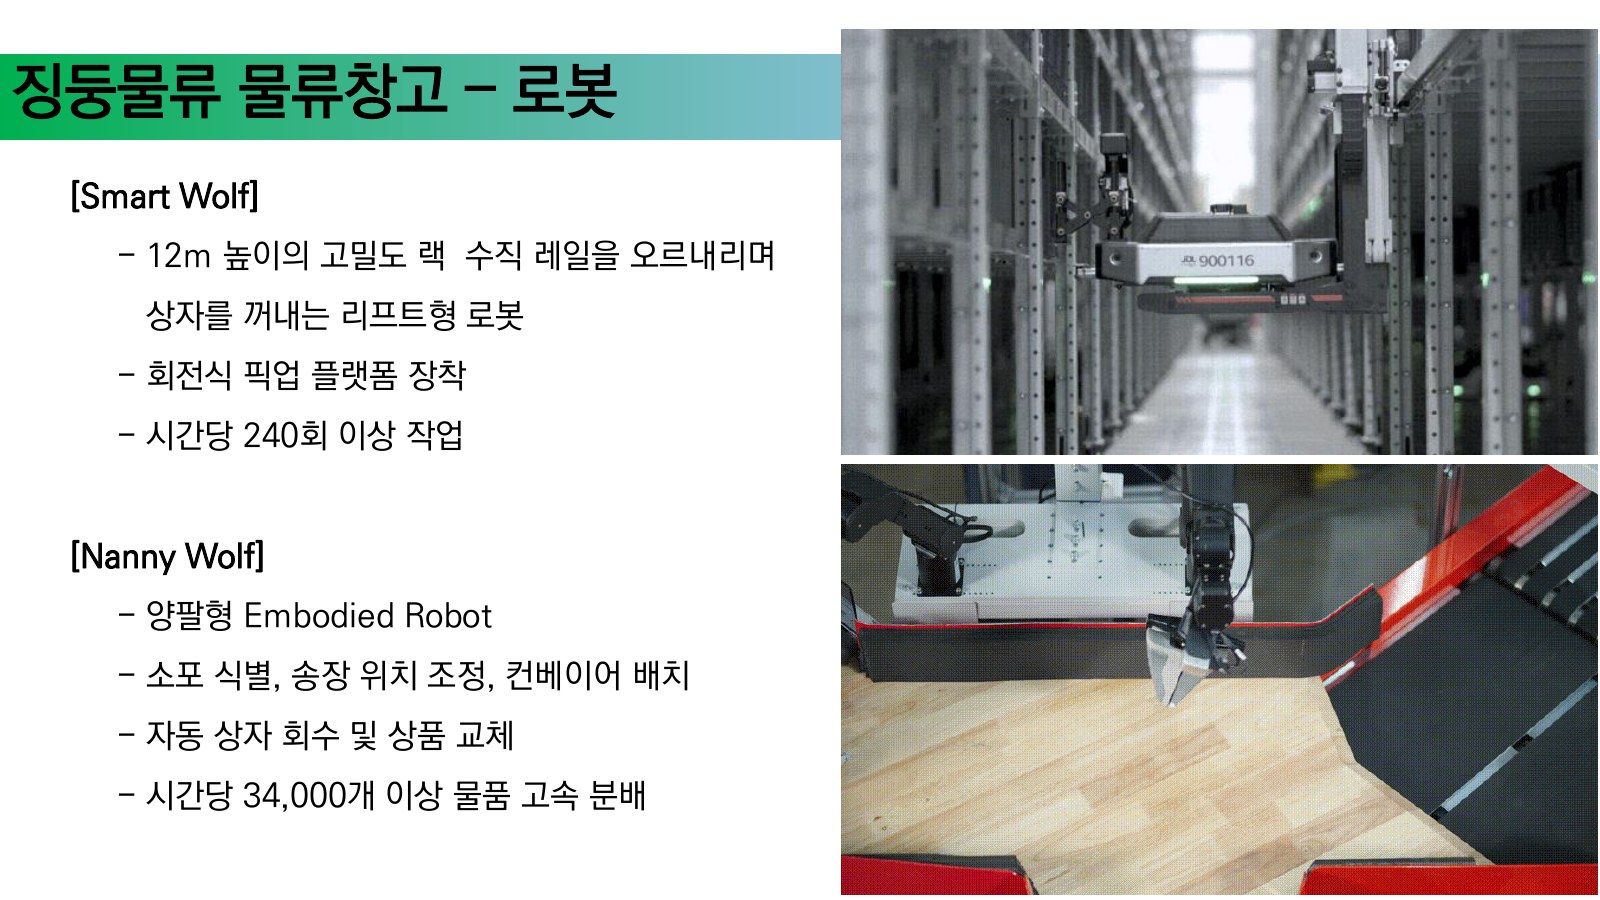 징둥물류 물류창고 – 로봇
[Smart Wolf]
– 12m 높이의 고밀도 랙 수직 레일을 오르내리며
상자를 꺼내는 리프트형 로봇
– 회전식 픽업 플랫폼 장착
– 시간당 240회 이상 작업
[Nanny Wolf]
– 양팔형 Embodied Robot
– 소포 식별, 송장 위치 조정, 컨베이어 배치
– 자동 상자 회수 및 상품 교체
– 시간당 34,000개 이상 물품 고속 분배
JDL 900116